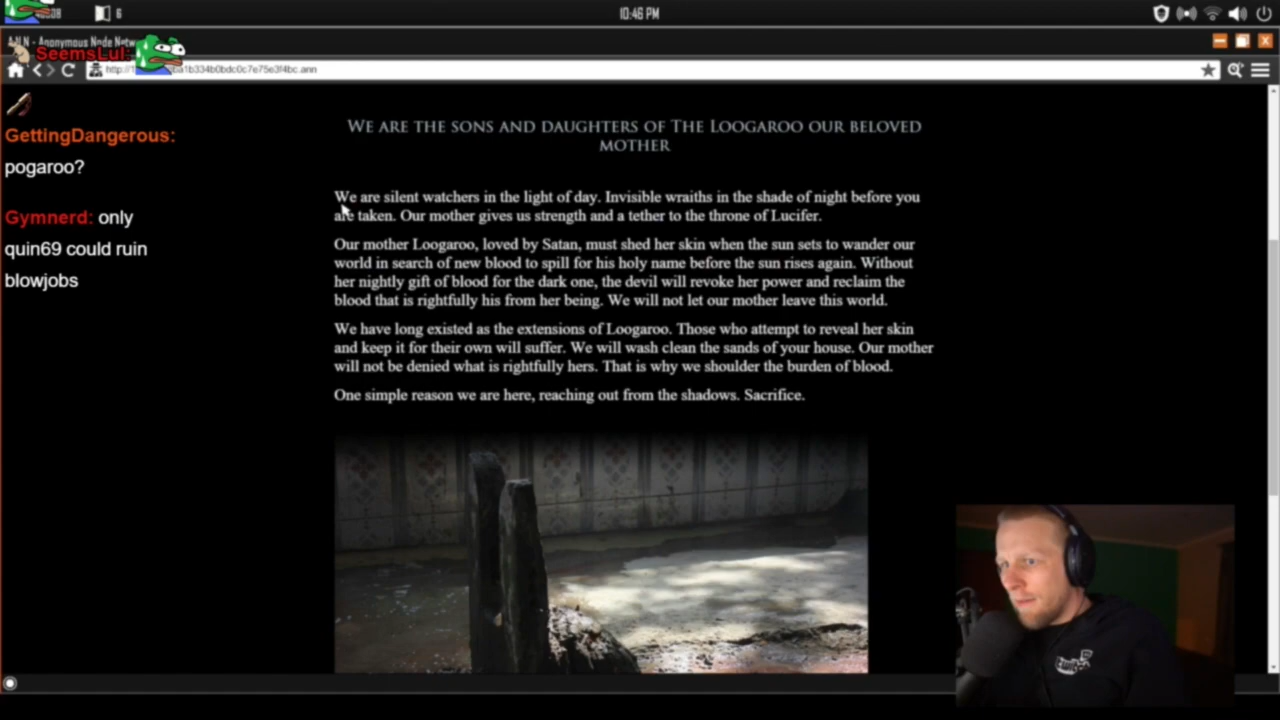 6
10:46 PM
A.N.N - Anonymous Node Netw
SeemsLul:
GettingDangerous:
pogaroo?
Gymnerd: only
quin69 could ruin
blowjobs
WE ARE THE SONS AND DAUGHTERS OF THE LOOGAROO OUR BELOVED
MOTHER
We are silent watchers in the light of day. Invisible wraiths in the shade of night before you
are taken. Our mother gives us strength and a tether to the throne of Lucifer.
Our mother Loogaroo, loved by Satan, must shed her skin when the sun sets to wander our
world in search of new blood to spill for his holy name before the sun rises again. Without
her nightly gift of blood for the dark one, the devil will revoke her power and reclaim the
blood that is rightfully his from her being. We will not let our mother leave this world.
We have long existed as the extensions of Loogaroo. Those who attempt to reveal her skin
and keep it for their own will suffer. We will wash clean the sands of your house. Our mother
will not be denied what is rightfully hers. That is why we shoulder the burden of blood.
One simple reason we are here, reaching out from the shadows. Sacrifice.